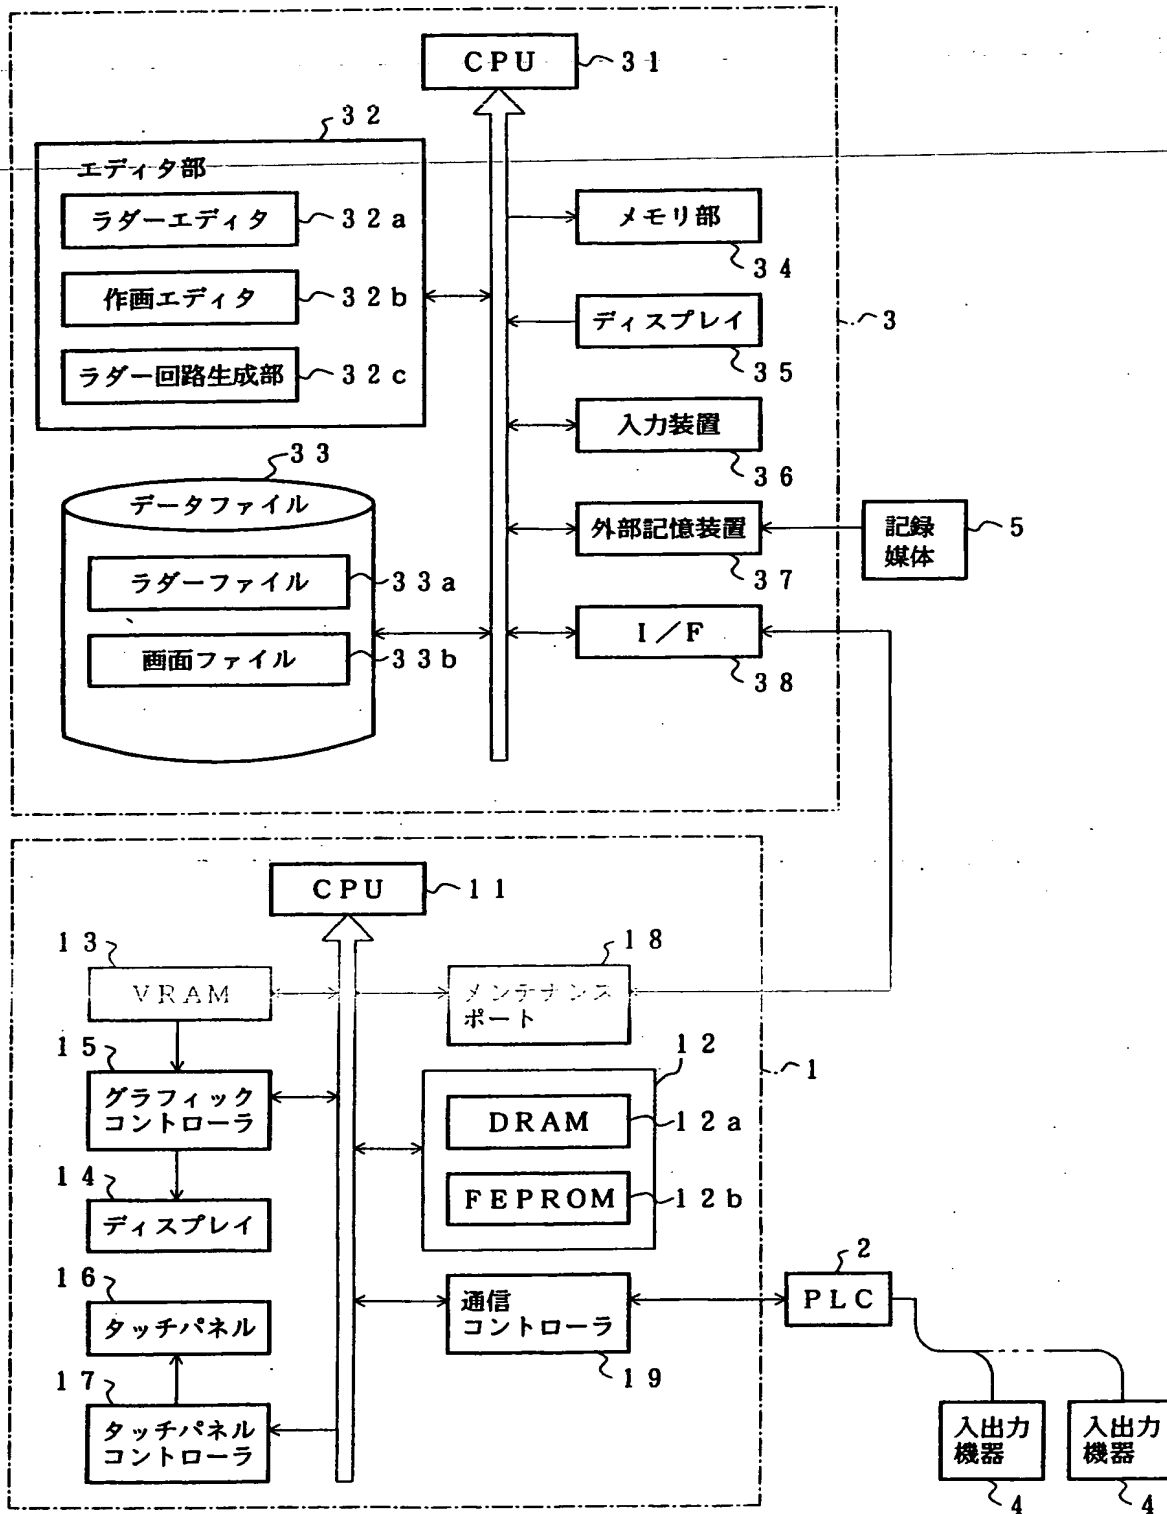 CPU
31
32
エディタ部
ラダーエディタ
32a
作画エディタ
32b
ラダー回路生成部
32c
メモリ部
34
ディスプレイ
35
3
入力装置
36
33
データファイル
ラダーファイル
33a
画面ファイル
33b
外部記憶装置
37
記録
媒体
5
I/F
38
CPU
11
13
VRAM
18
メンテナンス
ポート
15
グラフィック
コントローラ
12
DRAM
12a
FEPROM
12b
1
14
ディスプレイ
16
タッチパネル
通信
コントローラ
19
2
PLC
17
タッチパネル
コントローラ
入出力
機器
4
入出力
機器
4